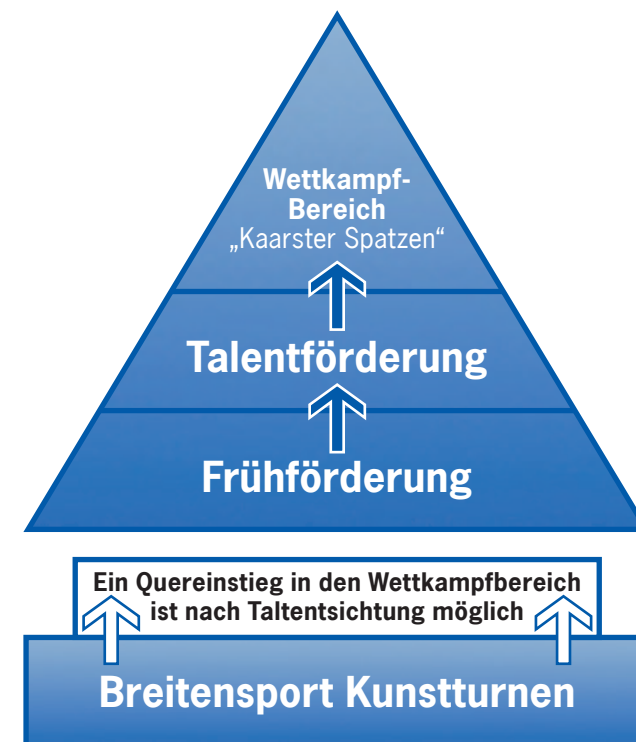 Wettkampf-
Bereich
„Kaarster Spatzen“
Talentförderung
Frühförderung
Ein Quereinstieg in den Wettkampfbereich
ist nach Taltentsichtung möglich
Breitensport Kunstturnen